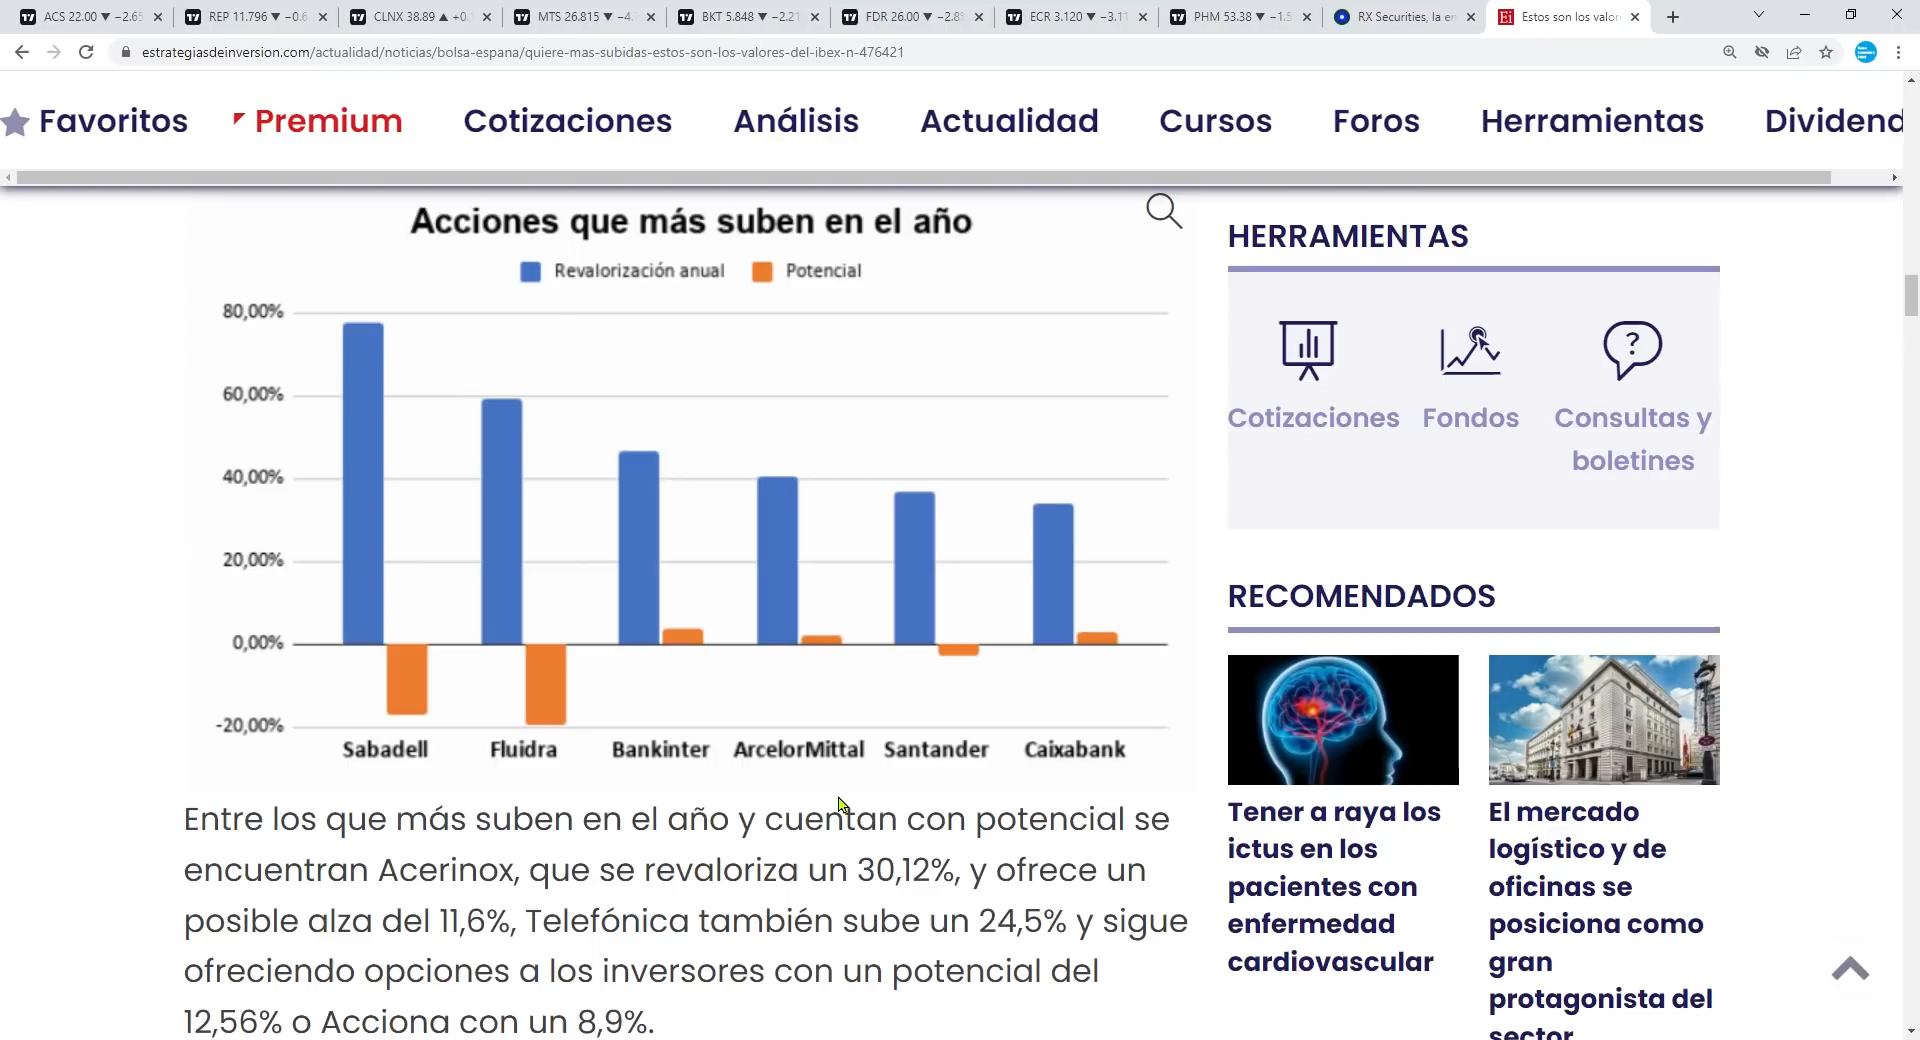 ACS 22.00 ▼ −2.65
REP 11.796 ▼ −0.6
CLNX 38.89 ▲ +0.
MTS 26.815 ▼ −4.
BKT 5.848 ▼ −2.21
FDR 26.00 ▼ −2.8
ECR 3.120 ▼ −3.1
PHM 53.38 ▼ −1.5
RX Securities, la en
Estos son los valor
estrategiasdeinversion.com/actualidad/noticias/bolsa-espana/quiere-mas-subidas-estos-son-los-valores-del-ibex-n-476421
Favoritos
Premium
Cotizaciones
Análisis
Actualidad
Cursos
Foros
Herramientas
Dividend
Acciones que más suben en el año
Revalorización anual
Potencial
80,00%
60,00%
40,00%
20,00%
0,00%
-20,00%
Sabadell
Fluidra
Bankinter
ArcelorMittal
Santander
Caixabank
Entre los que más suben en el año y cuentan con potencial se
encuentran Acerinox, que se revaloriza un 30,12%, y ofrece un
posible alza del 11,6%, Telefónica también sube un 24,5% y sigue
ofreciendo opciones a los inversores con un potencial del
12,56% o Acciona con un 8,9%.
HERRAMIENTAS
Cotizaciones
Fondos
Consultas y
boletines
RECOMENDADOS
Tener a raya los
ictus en los
pacientes con
enfermedad
cardiovascular
El mercado
logístico y de
oficinas se
posiciona como
gran
protagonista del
sector